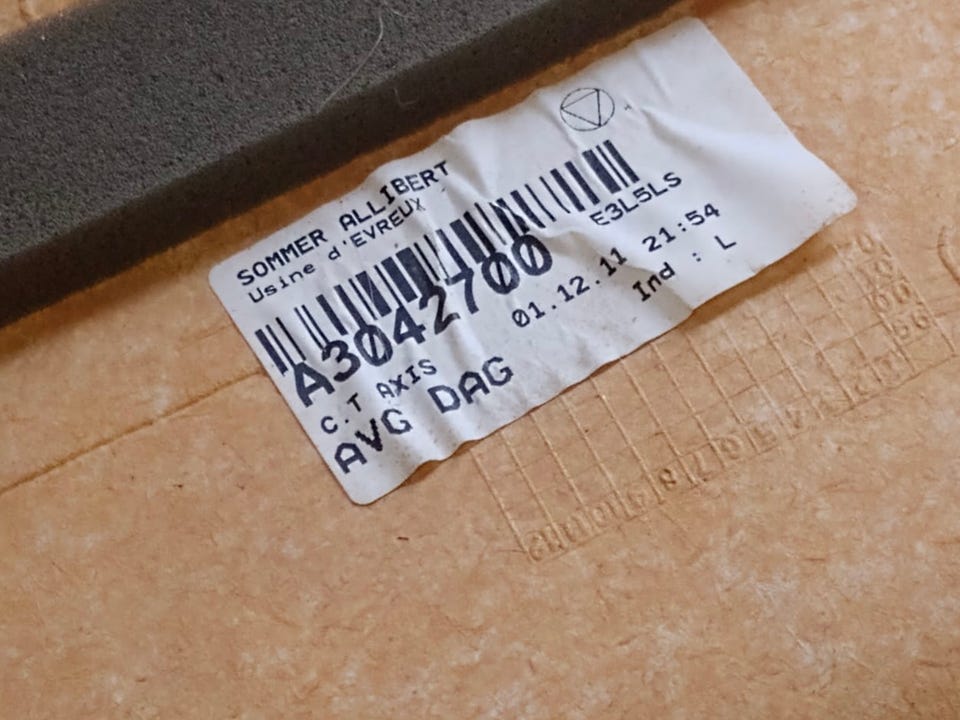 SOMMER ALLIBERT
Usine d'EVREUX
A3042700
E3L5LS
01.12.11 21:54
C.T AXIS
Ind : L
AVG DAG